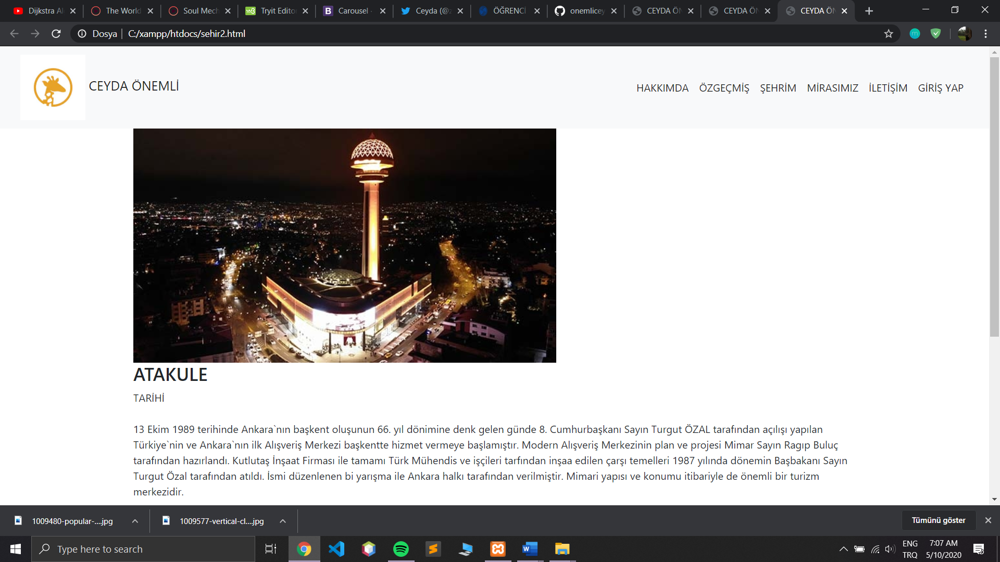 Dijkstra Al
The World
Soul Mech
Tryit Editor
Carousel ·
Ceyda (@z
ÖĞRENCİ
onemlicey
CEYDA ÖN
CEYDA ÖN
CEYDA ÖN
Dosya | C:/xampp/htdocs/sehir2.html
CEYDA ÖNEMLİ
HAKKIMDA ÖZGEÇMİŞ ŞEHRİM MİRASIMIZ İLETİŞİM GİRİŞ YAP
ATAKULE
TARİHİ
13 Ekim 1989 terihinde Ankara`nın başkent oluşunun 66. yıl dönimine denk gelen günde 8. Cumhurbaşkanı Sayın Turgut ÖZAL tarafından açılışı yapılan
Türkiye`nin ve Ankara`nın ilk Alışveriş Merkezi başkentte hizmet vermeye başlamıştır. Modern Alışveriş Merkezinin plan ve projesi Mimar Sayın Ragıp Buluç
tarafından hazırlandı. Kutlutaş İnşaat Firması ile tamamı Türk Mühendis ve işçileri tarfından inşaa edilen çarşı temelleri 1987 yılında dönemin Başbakanı Sayın
Turgut Özal tarafından atıldı. İsmi düzenlenen bi yarışma ile Ankara halkı tarafından verilmiştir. Mimari yapısı ve konumu itibariyle de önemli bir turizm
merkezidir.
1009480-popular-....jpg
1009577-vertical-cl....jpg
Tümünü göster
Type here to search
ENG
TRQ
7:07 AM
5/10/2020